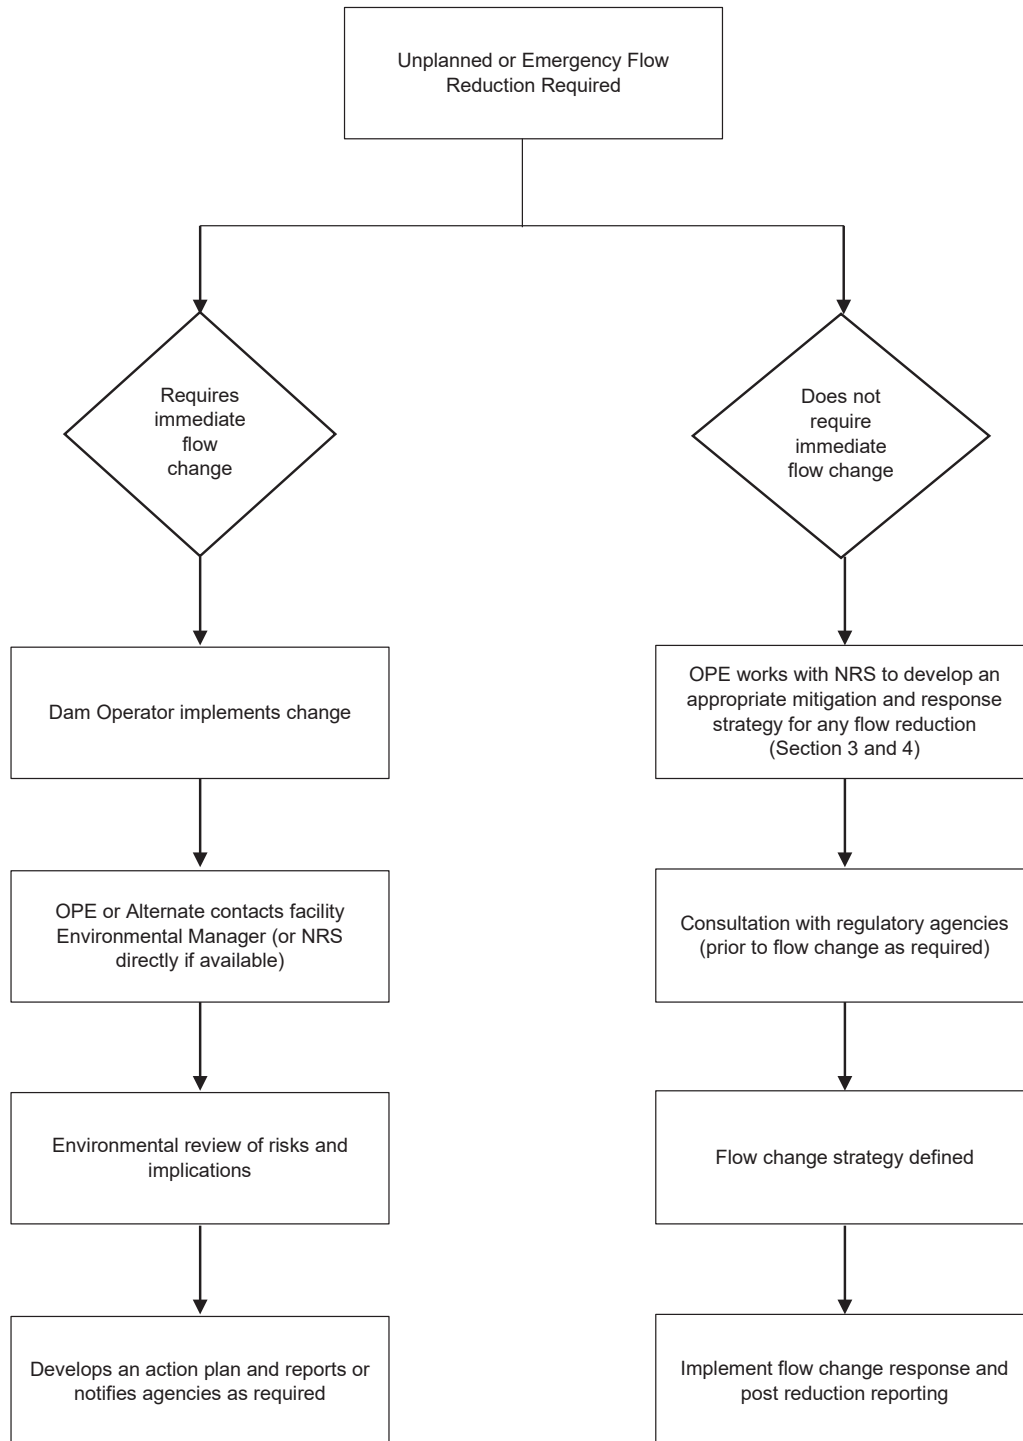 Unplanned or Emergency Flow
Reduction Required
Requires
immediate
flow
change
Does not
require
immediate
flow change
Dam Operator implements change
OPE works with NRS to develop an
appropriate mitigation and response
strategy for any flow reduction
(Section 3 and 4)
OPE or Alternate contacts facility
Environmental Manager (or NRS
directly if available)
Consultation with regulatory agencies
(prior to flow change as required)
Environmental review of risks and
implications
Flow change strategy defined
Develops an action plan and reports or
notifies agencies as required
Implement flow change response and
post reduction reporting